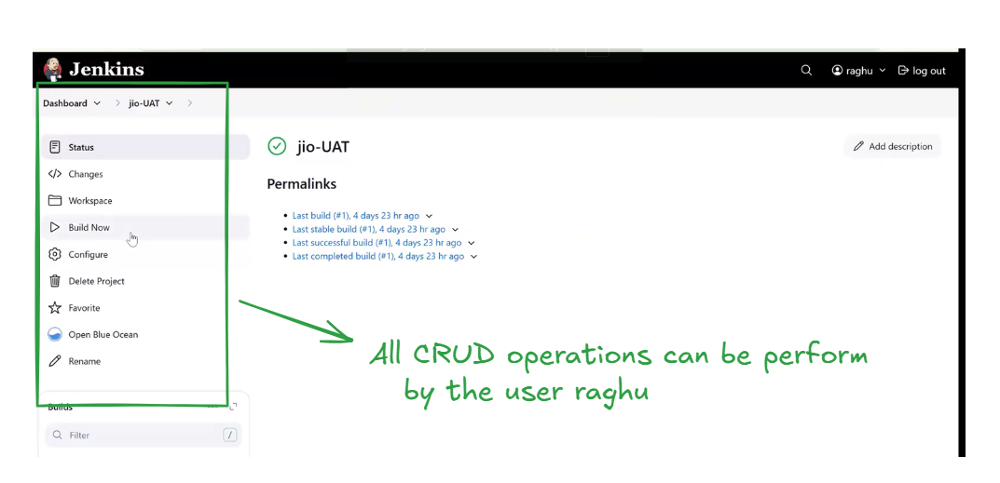 Jenkins
raghu
log out
Dashboard > jio-UAT >
Status
Changes
Workspace
Build Now
Configure
Delete Project
Favorite
Open Blue Ocean
Rename
Builds
Filter
/
jio-UAT
Add description
Permalinks
Last build (#1), 4 days 23 hr ago
Last stable build (#1), 4 days 23 hr ago
Last successful build (#1), 4 days 23 hr ago
Last completed build (#1), 4 days 23 hr ago
All CRUD operations can be perform
by the user raghu